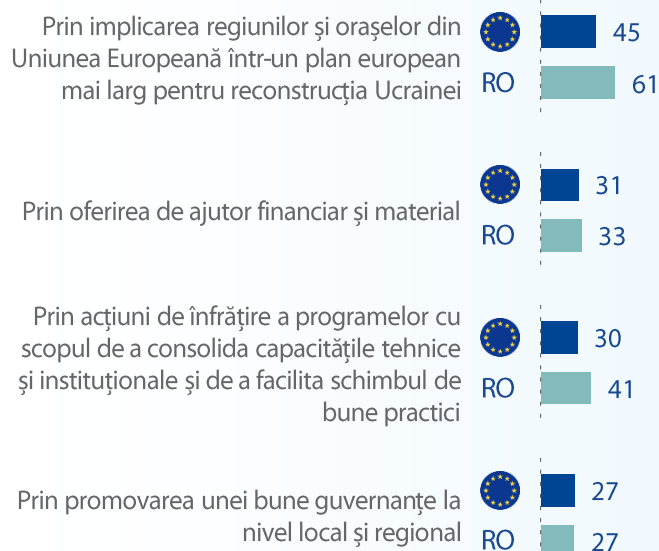 Prin implicarea regiunilor și orașelor din
Uniunea Europeană într-un plan european
mai larg pentru reconstrucția Ucrainei
45
RO 61
Prin oferirea de ajutor financiar și material
31
RO 33
Prin acțiuni de înfrățire a programelor cu
scopul de a consolida capacitățile tehnice
și instituționale și de a facilita schimbul de
bune practici
30
RO 41
Prin promovarea unei bune guvernanțe la
nivel local și regional
27
RO 27